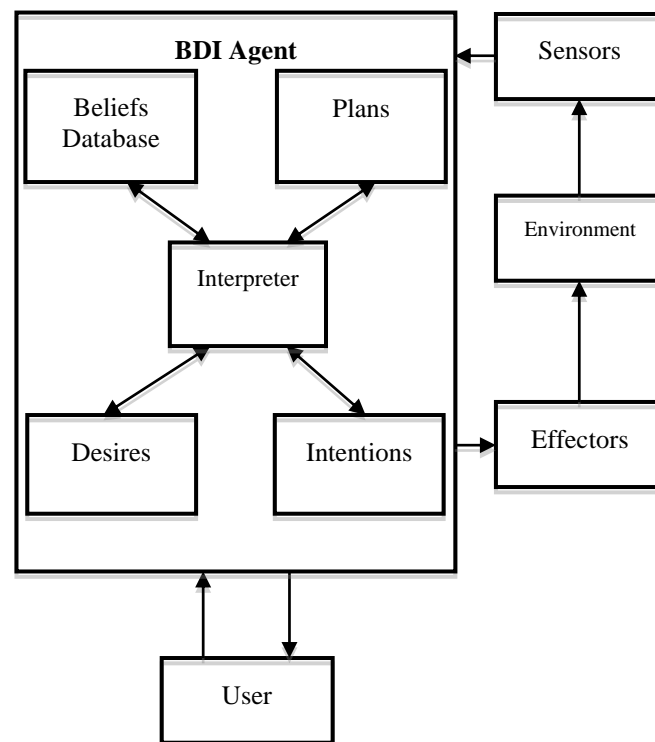 BDI Agent
Sensors
Beliefs
Database
Plans
Environment
Interpreter
Desires
Intentions
Effectors
User